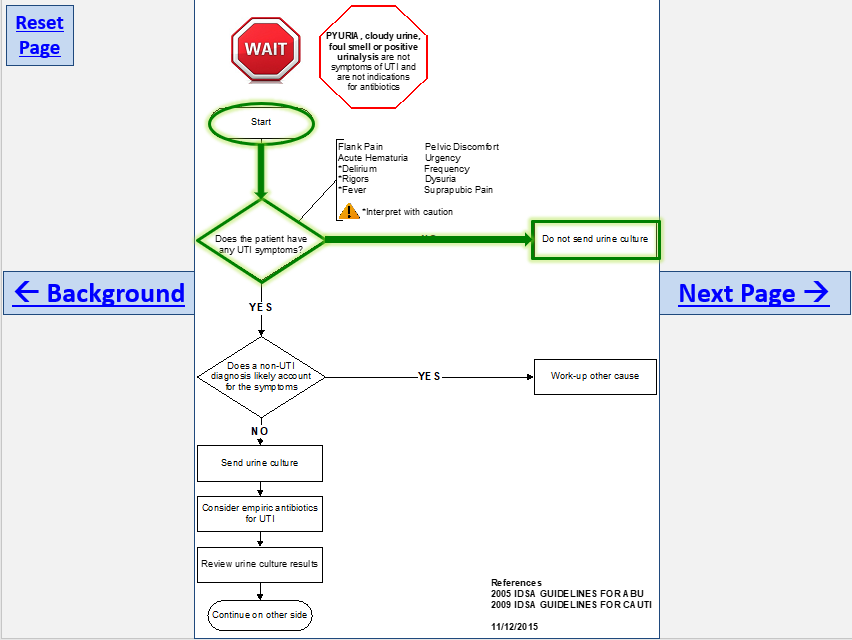 Reset
Page
WAIT
PYURIA, cloudy urine,
foul smell or positive
urinalysis are not
symptoms of UTI and
are not indications
for antibiotics
Start
Flank Pain
Acute Hematuria
*Delirium
*Rigors
*Fever
Pelvic Discomfort
Urgency
Frequency
Dysuria
Suprapubic Pain
*Interpret with caution
Does the patient have
any UTI symptoms?
Do not send urine culture
← Background
Next Page →
YES
Does a non-UTI
diagnosis likely account
for the symptoms
YES
Work-up other cause
NO
Send urine culture
Consider empiric antibiotics
for UTI
Review urine culture results
Continue on other side
References
2005 IDSA GUIDELINES FOR ABU
2009 IDSA GUIDELINES FOR CAUTI
11/12/2015